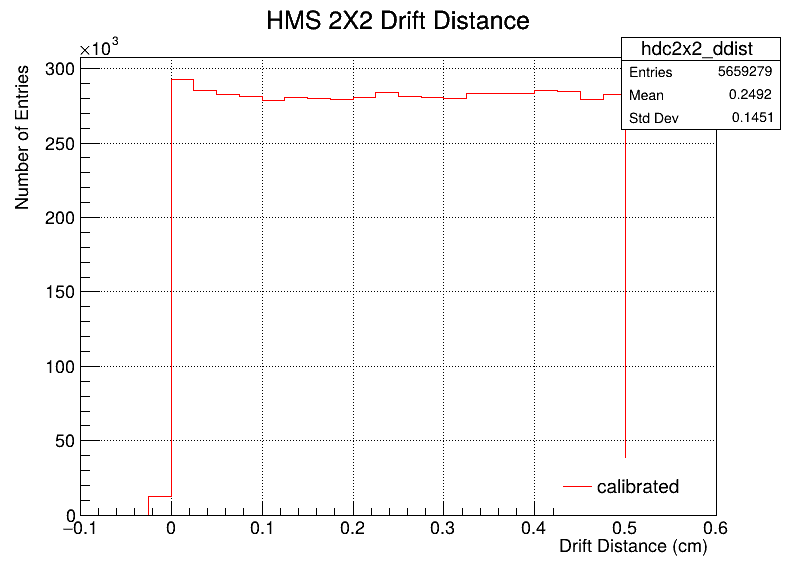 HMS 2X2 Drift Distance
×10³
hdc2x2_ddist
Entries 5659279
Mean 0.2492
Std Dev 0.1451
Number of Entries
300
250
200
150
100
50
0
calibrated
−0.1 0 0.1 0.2 0.3 0.4 0.5 0.6
Drift Distance (cm)